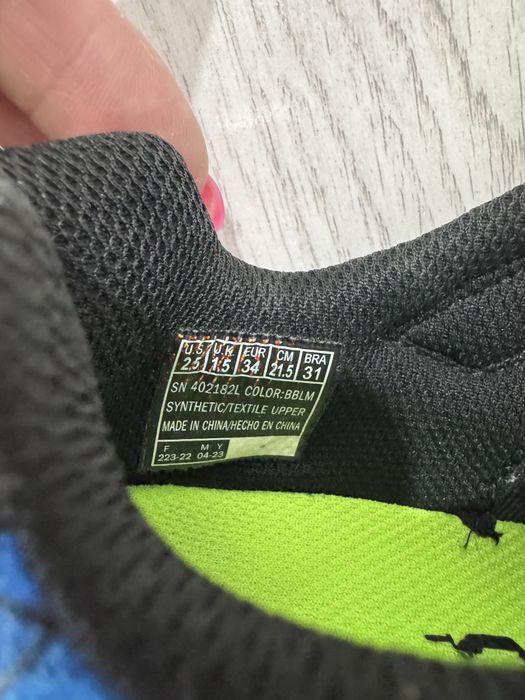 U.S. U.K. EUR CM BRA
2.5 1.5 34 21.5 31
SN 402182L COLOR:BBLM
SYNTHETIC/TEXTILE UPPER
MADE IN CHINA/HECHO EN CHINA
F M Y
223-22 04-23